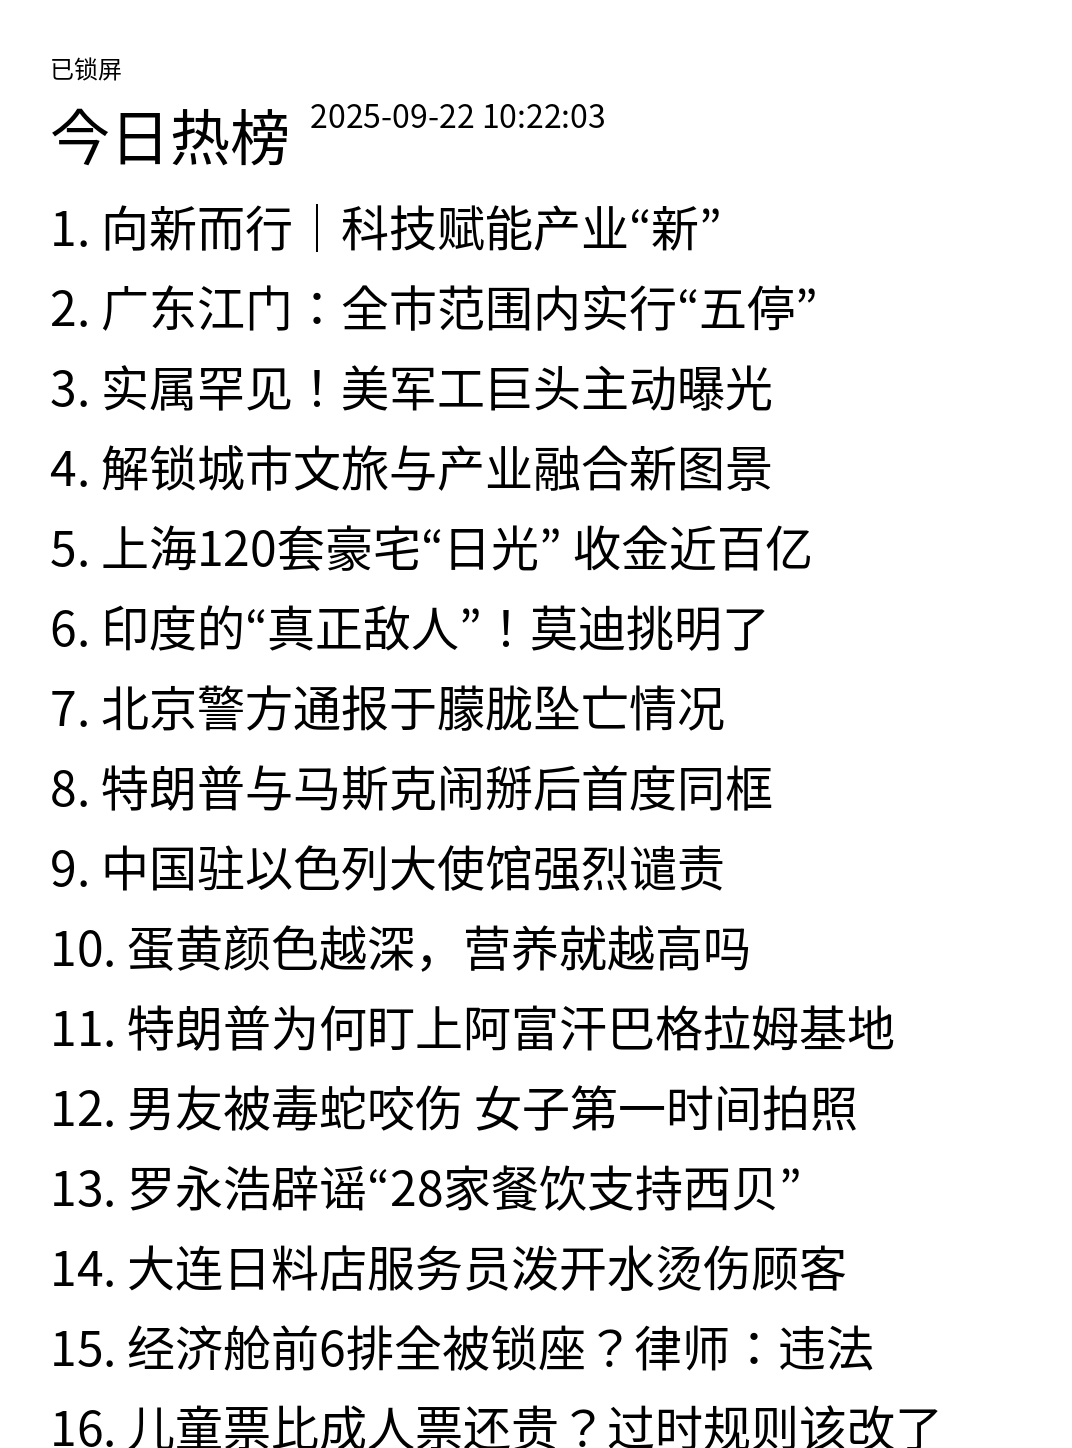 已锁屏
今日热榜 2025-09-22 10:22:03
1. 向新而行｜科技赋能产业“新”
2. 广东江门：全市范围内实行“五停”
3. 实属罕见！美军工巨头主动曝光
4. 解锁城市文旅与产业融合新图景
5. 上海120套豪宅“日光” 收金近百亿
6. 印度的“真正敌人”！莫迪挑明了
7. 北京警方通报于朦胧坠亡情况
8. 特朗普与马斯克闹掰后首度同框
9. 中国驻以色列大使馆强烈谴责
10. 蛋黄颜色越深，营养就越高吗
11. 特朗普为何盯上阿富汗巴格拉姆基地
12. 男友被毒蛇咬伤 女子第一时间拍照
13. 罗永浩辟谣“28家餐饮支持西贝”
14. 大连日料店服务员泼开水烫伤顾客
15. 经济舱前6排全被锁座？律师：违法
16. 儿童票比成人票还贵？过时规则该改了